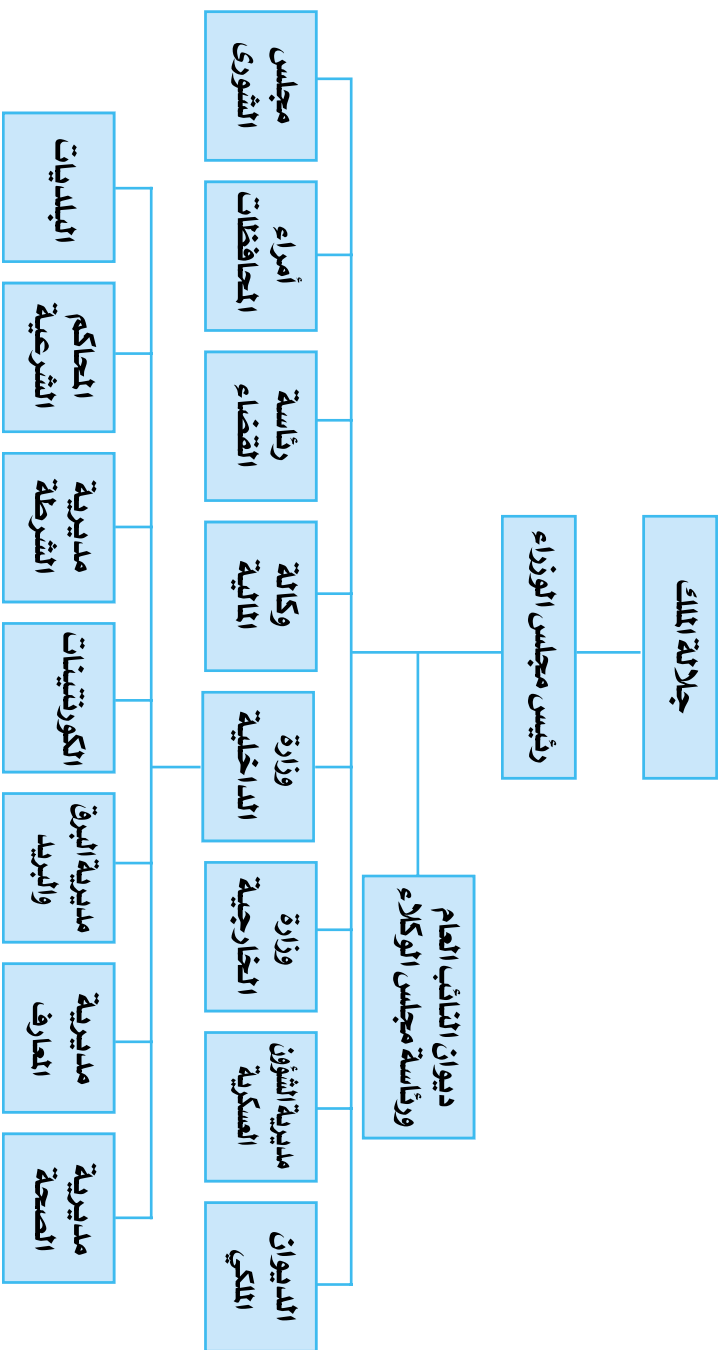 جلالة الملك
رئيس مجلس الوزراء
ديوان النائب العام
ورئاسة مجلس الوكلاء
الديوان
الملكي
مديرية الشؤون
العسكرية
وزارة
الخارجية
وزارة
الداخلية
وكالة
المالية
رئاسة
القضاء
أمراء
المحافظات
مجلس
الشورى
مديرية
الصحة
مديرية
المعارف
مديرية البرق
والبريد
الكورنتينات
مديرية
الشرطة
المحاكم
الشرعية
البلديات